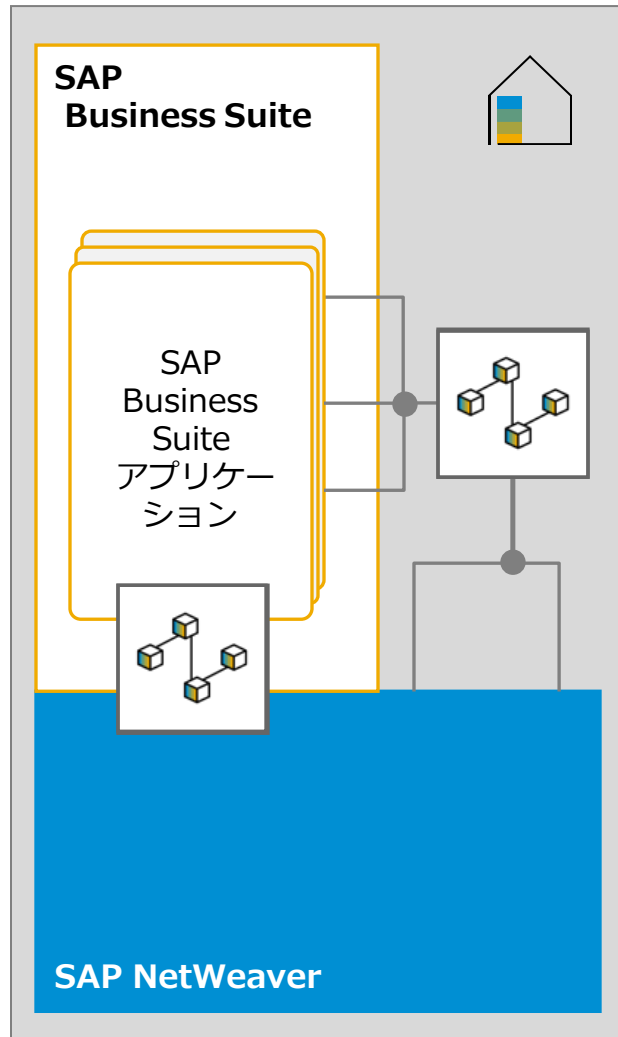 SAP
Business Suite
SAP
Business
Suite
アプリケー
ション
SAP NetWeaver